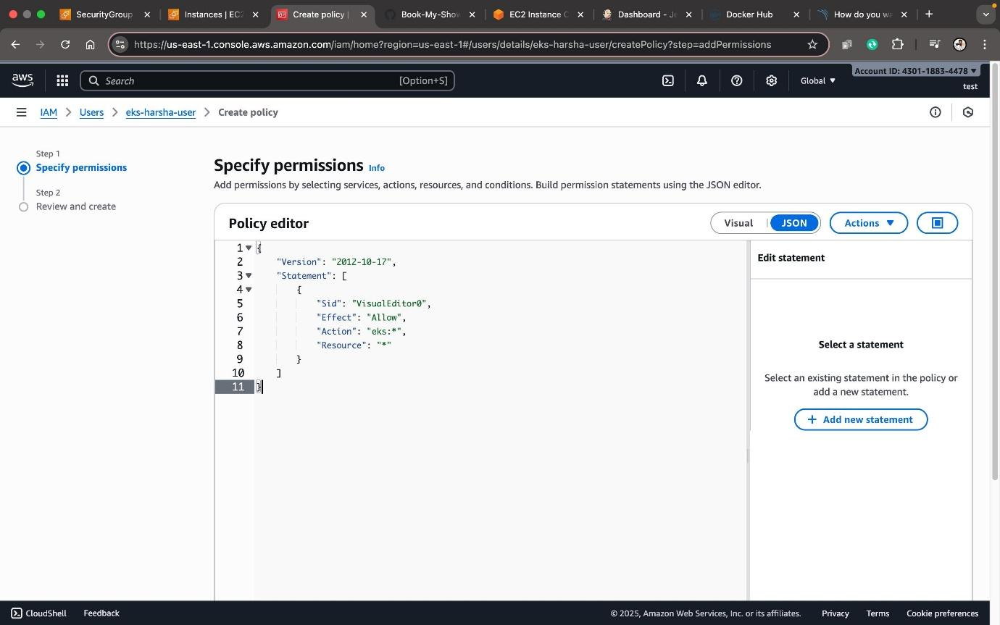 SecurityGroup
Instances | EC2
Create policy |
Book-My-Show
EC2 Instance C
Dashboard - Je
Docker Hub
How do you wa
https://us-east-1.console.aws.amazon.com/iam/home?region=us-east-1#/users/details/eks-harsha-user/createPolicy?step=addPermissions
aws
Search
[Option+S]
Global
Account ID: 4301-1883-4478
test
IAM
Users
eks-harsha-user
Create policy
Step 1
Specify permissions
Step 2
Review and create
Specify permissions Info
Add permissions by selecting services, actions, resources, and conditions. Build permission statements using the JSON editor.
Policy editor
Visual
JSON
Actions
1 {
2 "Version": "2012-10-17",
3 "Statement": [
4 {
5 "Sid": "VisualEditor0",
6 "Effect": "Allow",
7 "Action": "eks:*",
8 "Resource": "*"
9 }
10 ]
11 }
Edit statement
Select a statement
Select an existing statement in the policy or
add a new statement.
+ Add new statement
CloudShell
Feedback
© 2025, Amazon Web Services, Inc. or its affiliates.
Privacy
Terms
Cookie preferences